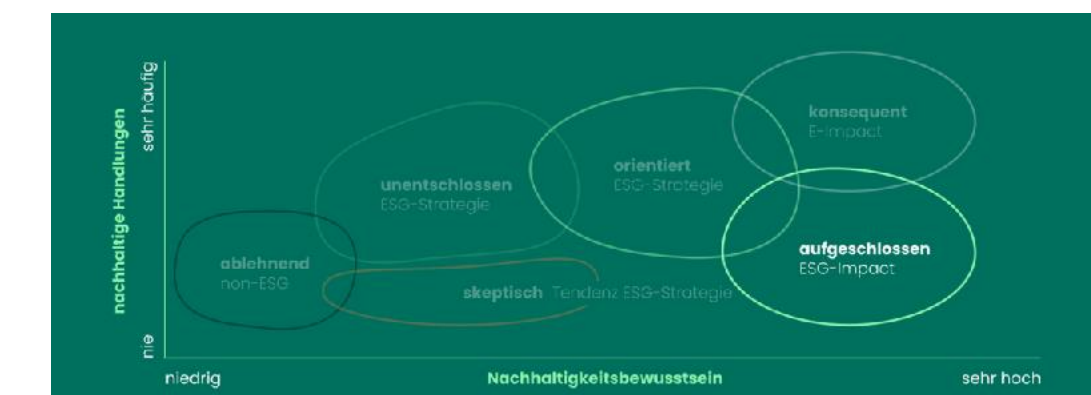 sehr häufig
nachhaltige Handlungen
nie
konsequent
E-Impact
orientiert
ESG-Strategie
unentschlossen
ESG-Strategie
aufgeschlossen
ESG-Impact
ablehnend
non-ESG
skeptisch Tendenz ESG-Strategie
niedrig
Nachhaltigkeitsbewusstsein
sehr hoch